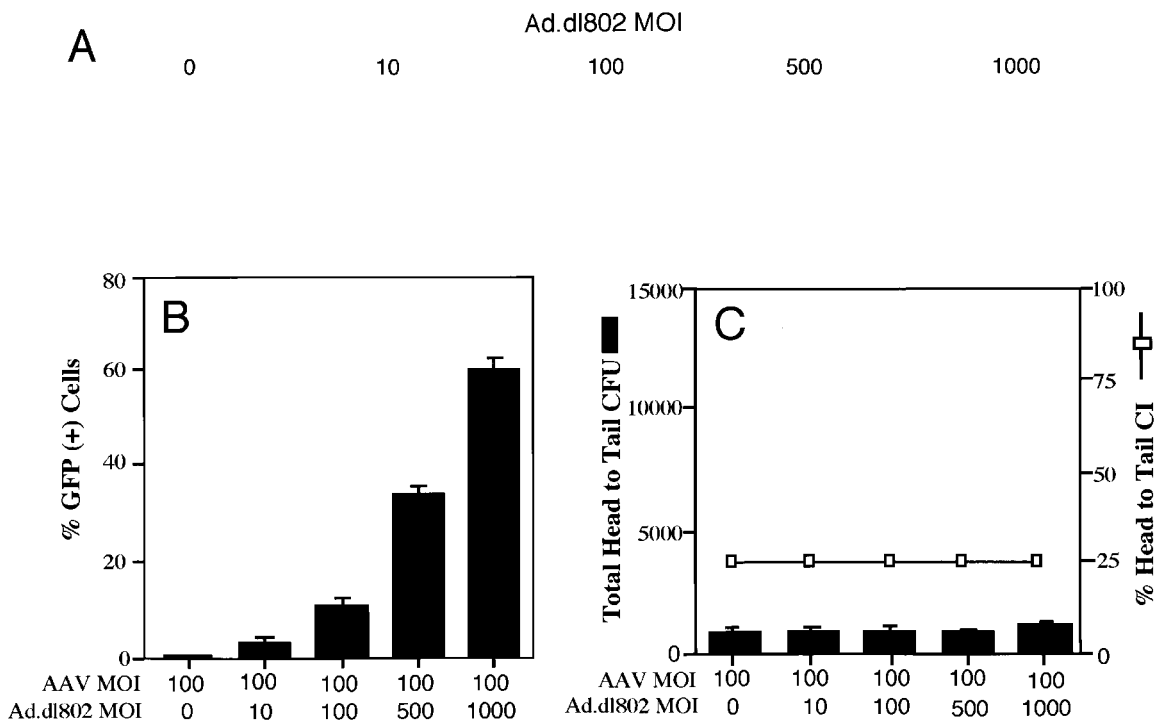 Ad.dl802 MOI
A
0 10 100 500 1000
B
% GFP (+) Cells
80
60
40
20
0
AAV MOI 100 100 100 100 100
Ad.dl802 MOI 0 10 100 500 1000
C
Total Head to Tail CFU
15000
10000
5000
0
% Head to Tail CI
100
75
50
25
0
AAV MOI 100 100 100 100 100
Ad.dl802 MOI 0 10 100 500 1000